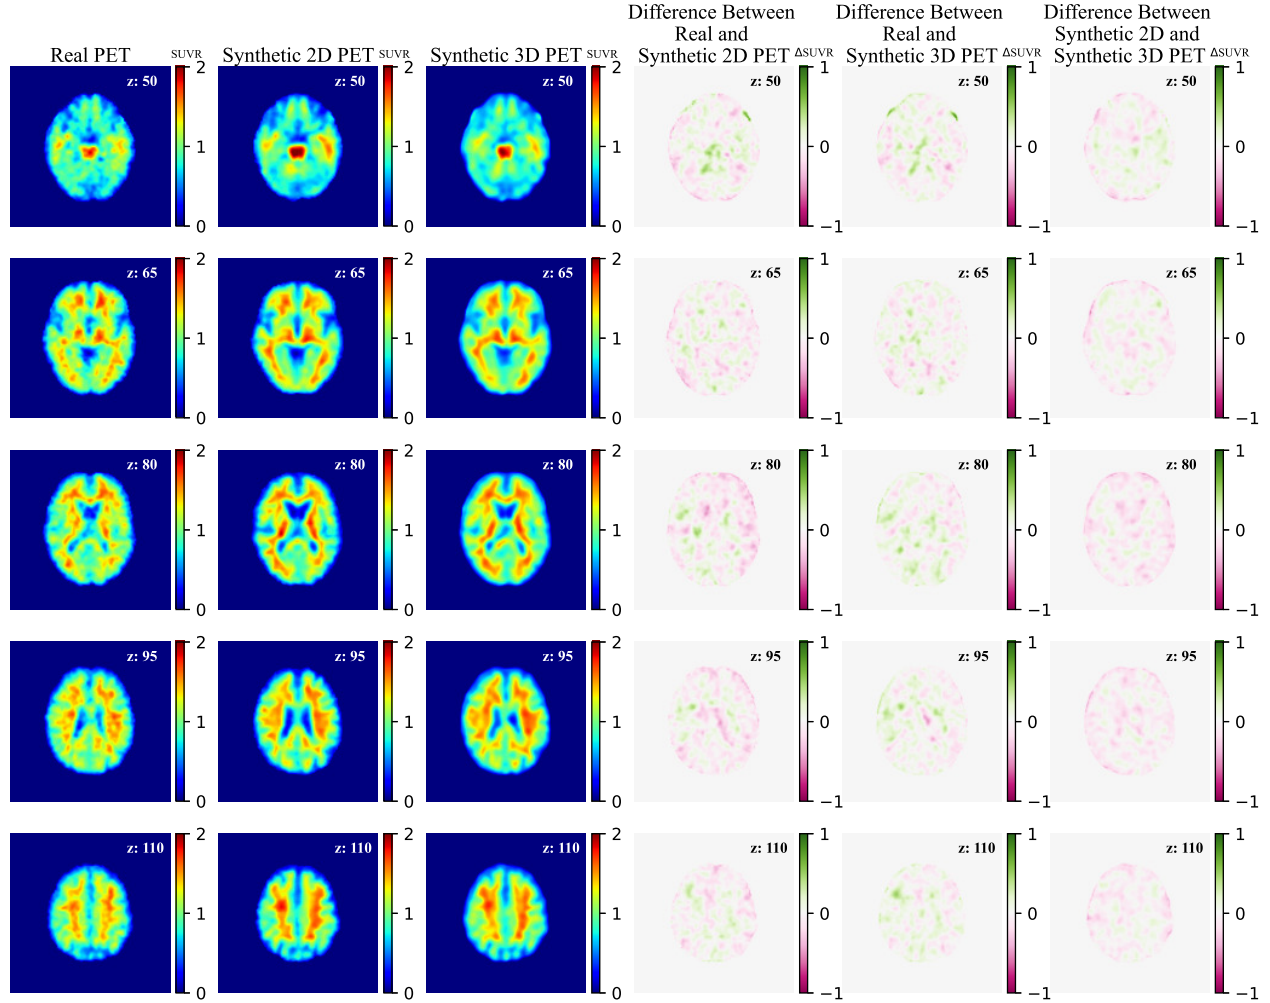 Difference Between
Real and
Synthetic 2D PET
Difference Between
Real and
Synthetic 3D PET
Difference Between
Synthetic 2D and
Synthetic 3D PET
Real PET
SUVR
Synthetic 2D PET
SUVR
Synthetic 3D PET
SUVR
ΔSUVR
ΔSUVR
ΔSUVR
z: 50
2
1
0
z: 50
2
1
0
z: 50
2
1
0
z: 50
1
0
−1
z: 50
1
0
−1
z: 50
1
0
−1
z: 65
2
1
0
z: 65
2
1
0
z: 65
2
1
0
z: 65
1
0
−1
z: 65
1
0
−1
z: 65
1
0
−1
z: 80
2
1
0
z: 80
2
1
0
z: 80
2
1
0
z: 80
1
0
−1
z: 80
1
0
−1
z: 80
1
0
−1
z: 95
2
1
0
z: 95
2
1
0
z: 95
2
1
0
z: 95
1
0
−1
z: 95
1
0
−1
z: 95
1
0
−1
z: 110
2
1
0
z: 110
2
1
0
z: 110
2
1
0
z: 110
1
0
−1
z: 110
1
0
−1
z: 110
1
0
−1